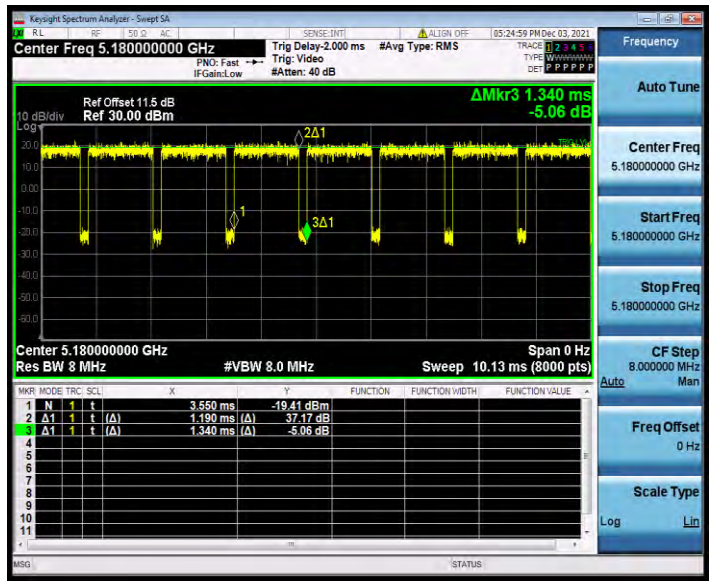 Keysight Spectrum Analyzer - Swept SA
RL RF 50 Ω AC SENSE:INT ALIGN OFF 05:24:59 PM Dec 03, 2021
Center Freq 5.180000000 GHz
PNO: Fast
IFGain:Low
Trig Delay-2.000 ms
Trig: Video
#Atten: 40 dB
#Avg Type: RMS
TRACE 1 2 3 4 5 6
TYPE WWWWWW
DET P P P P P P
Ref Offset 11.5 dB
10 dB/div Ref 30.00 dBm
ΔMkr3 1.340 ms
-5.06 dB
Log
20.0
10.0
0.00
-10.0
-20.0
-30.0
-40.0
-50.0
-60.0
2Δ1
1
3Δ1
Center 5.180000000 GHz Span 0 Hz
Res BW 8 MHz #VBW 8.0 MHz Sweep 10.13 ms (8000 pts)
MKR MODE TRC SCL X Y FUNCTION FUNCTION WIDTH FUNCTION VALUE
1 N 1 t 3.550 ms -19.41 dBm
2 Δ1 1 t (Δ) 1.190 ms (Δ) 37.17 dB
3 Δ1 1 t (Δ) 1.340 ms (Δ) -5.06 dB
4
5
6
7
8
9
10
11
MSG STATUS
Frequency
Auto Tune
Center Freq
5.180000000 GHz
Start Freq
5.180000000 GHz
Stop Freq
5.180000000 GHz
CF Step
8.000000 MHz
Auto Man
Freq Offset
0 Hz
Scale Type
Log Lin